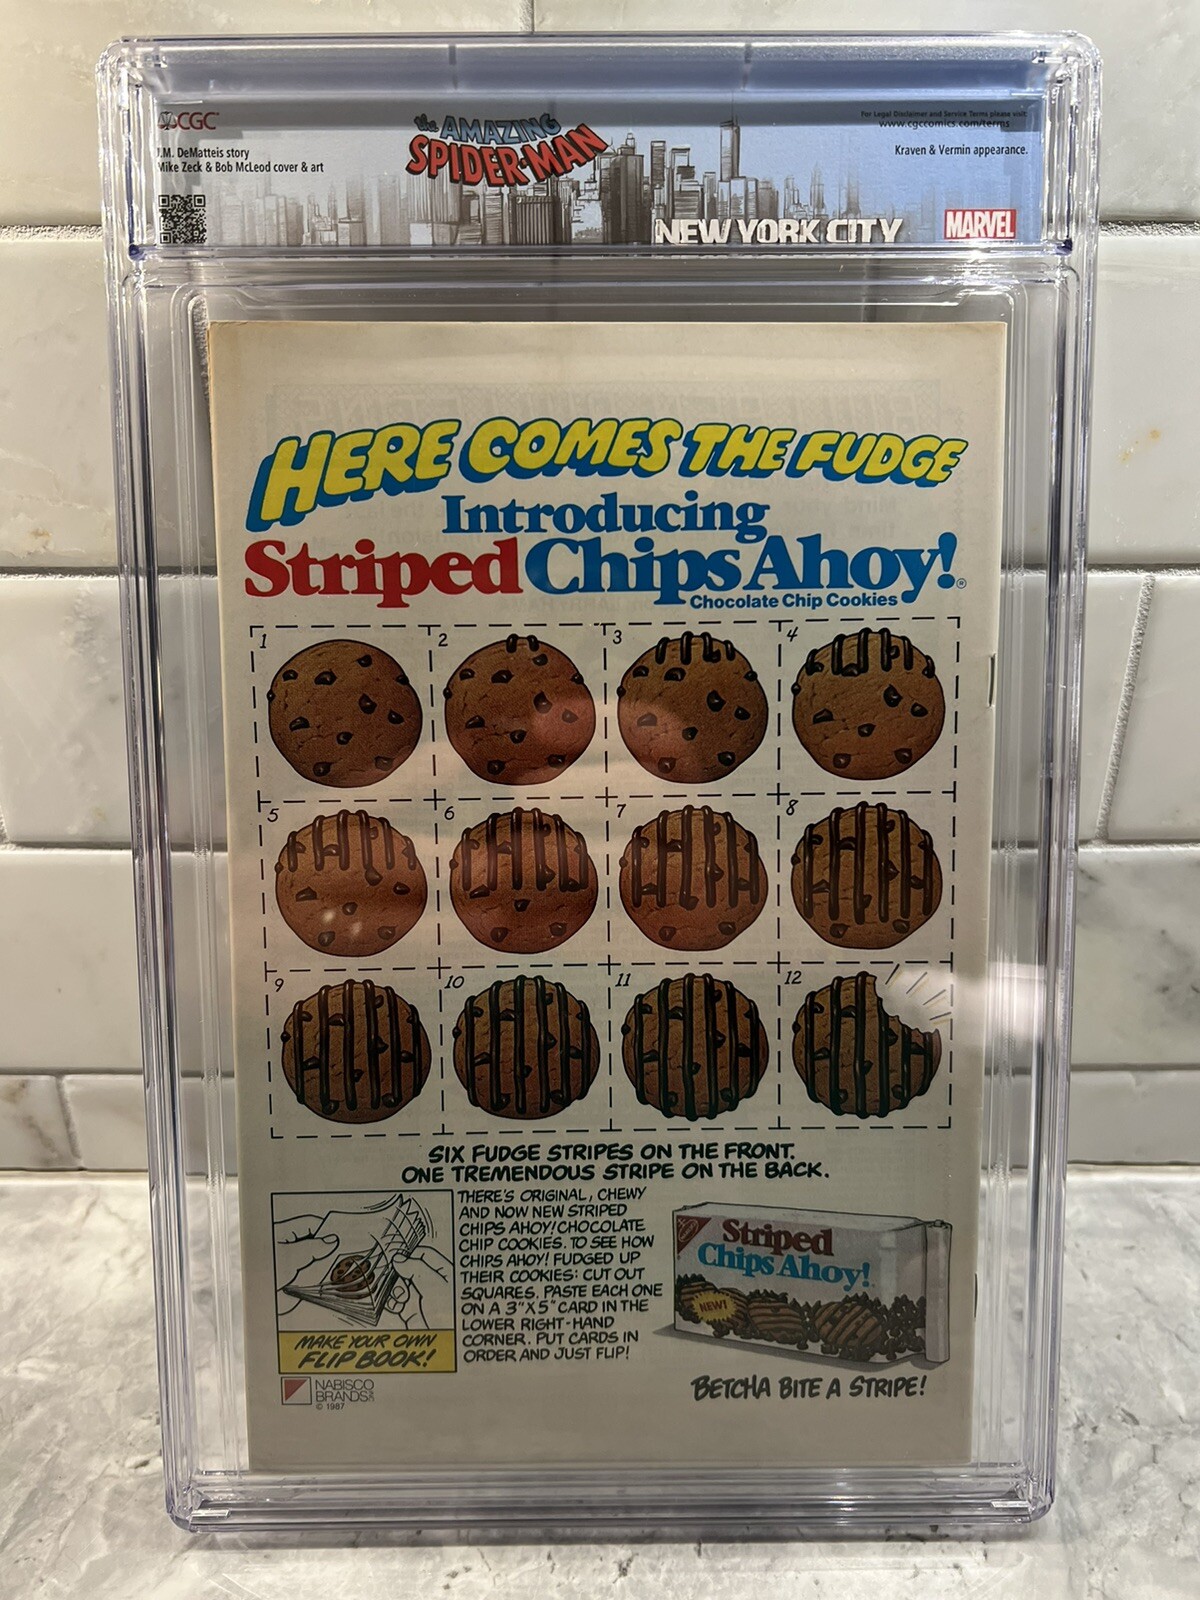 CGC
For Legal Disclaimer and Service Terms please visit
www.cgccomics.com/terms
J.M. DeMatteis story
Mike Zeck & Bob McLeod cover & art
the AMAZING
SPIDER-MAN
Kraven & Vermin appearance.
NEW YORK CITY
MARVEL
HERE COMES THE FUDGE
Introducing
Striped Chips Ahoy!®
Chocolate Chip Cookies
1 2 3 4
5 6 7 8
9 10 11 12
SIX FUDGE STRIPES ON THE FRONT.
ONE TREMENDOUS STRIPE ON THE BACK.
THERE'S ORIGINAL, CHEWY
AND NOW NEW STRIPED
CHIPS AHOY! CHOCOLATE
CHIP COOKIES. TO SEE HOW
CHIPS AHOY! FUDGED UP
THEIR COOKIES: CUT OUT
SQUARES. PASTE EACH ONE
ON A 3"X5" CARD IN THE
LOWER RIGHT-HAND
CORNER. PUT CARDS IN
ORDER AND JUST FLIP!
MAKE YOUR OWN
FLIP BOOK!
Striped
Chips Ahoy!
NEW!
BETCHA BITE A STRIPE!
NABISCO
BRANDS
© 1987